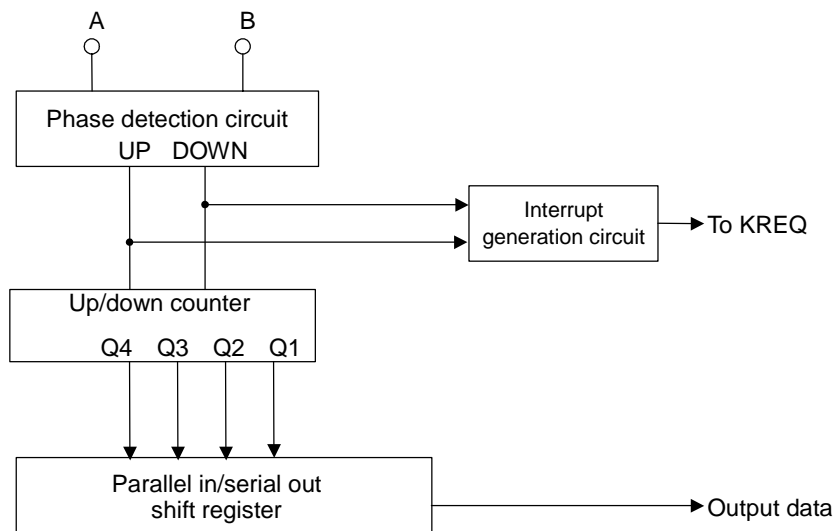 A B
Phase detection circuit
UP DOWN
Interrupt
generation circuit
To KREQ
Up/down counter
Q4 Q3 Q2 Q1
Parallel in/serial out
shift register
Output data